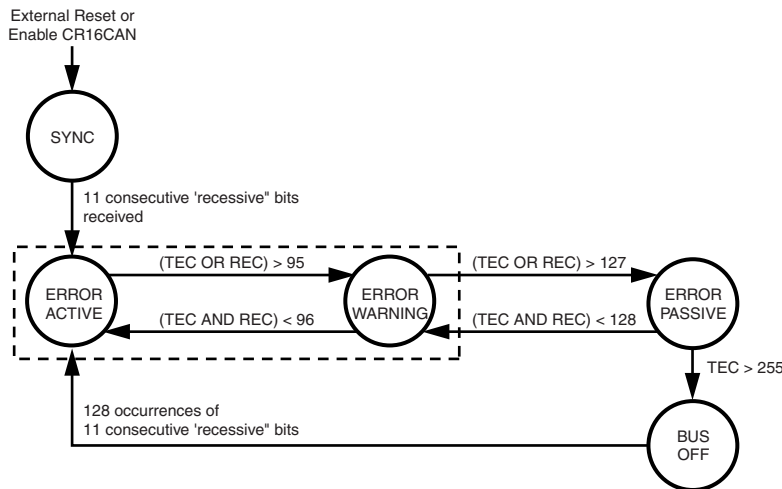 External Reset or
Enable CR16CAN
SYNC
11 consecutive 'recessive" bits
received
(TEC OR REC) > 95
(TEC OR REC) > 127
ERROR
ACTIVE
ERROR
WARNING
ERROR
PASSIVE
(TEC AND REC) < 96
(TEC AND REC) < 128
TEC > 255
128 occurrences of
11 consecutive 'recessive" bits
BUS
OFF